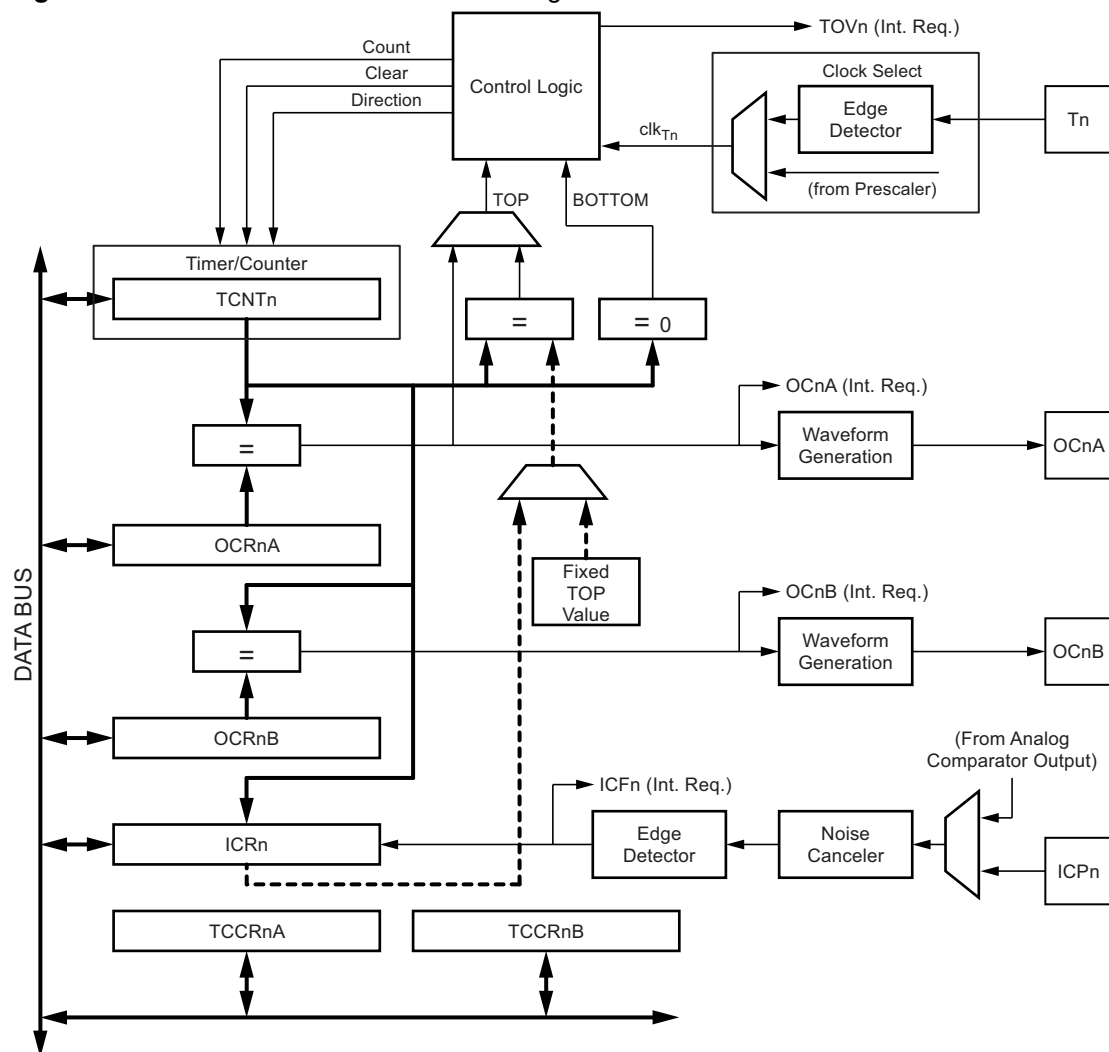 TOVn (Int. Req.)
Count
Clear
Direction
Control Logic
Clock Select
Edge
Detector
Tn
clkTn
(from Prescaler)
TOP
BOTTOM
Timer/Counter
TCNTn
=
= 0
OCnA (Int. Req.)
=
Waveform
Generation
OCnA
OCRnA
Fixed
TOP
Value
DATA BUS
OCnB (Int. Req.)
=
Waveform
Generation
OCnB
OCRnB
(From Analog
Comparator Output)
ICFn (Int. Req.)
ICRn
Edge
Detector
Noise
Canceler
ICPn
TCCRnA
TCCRnB